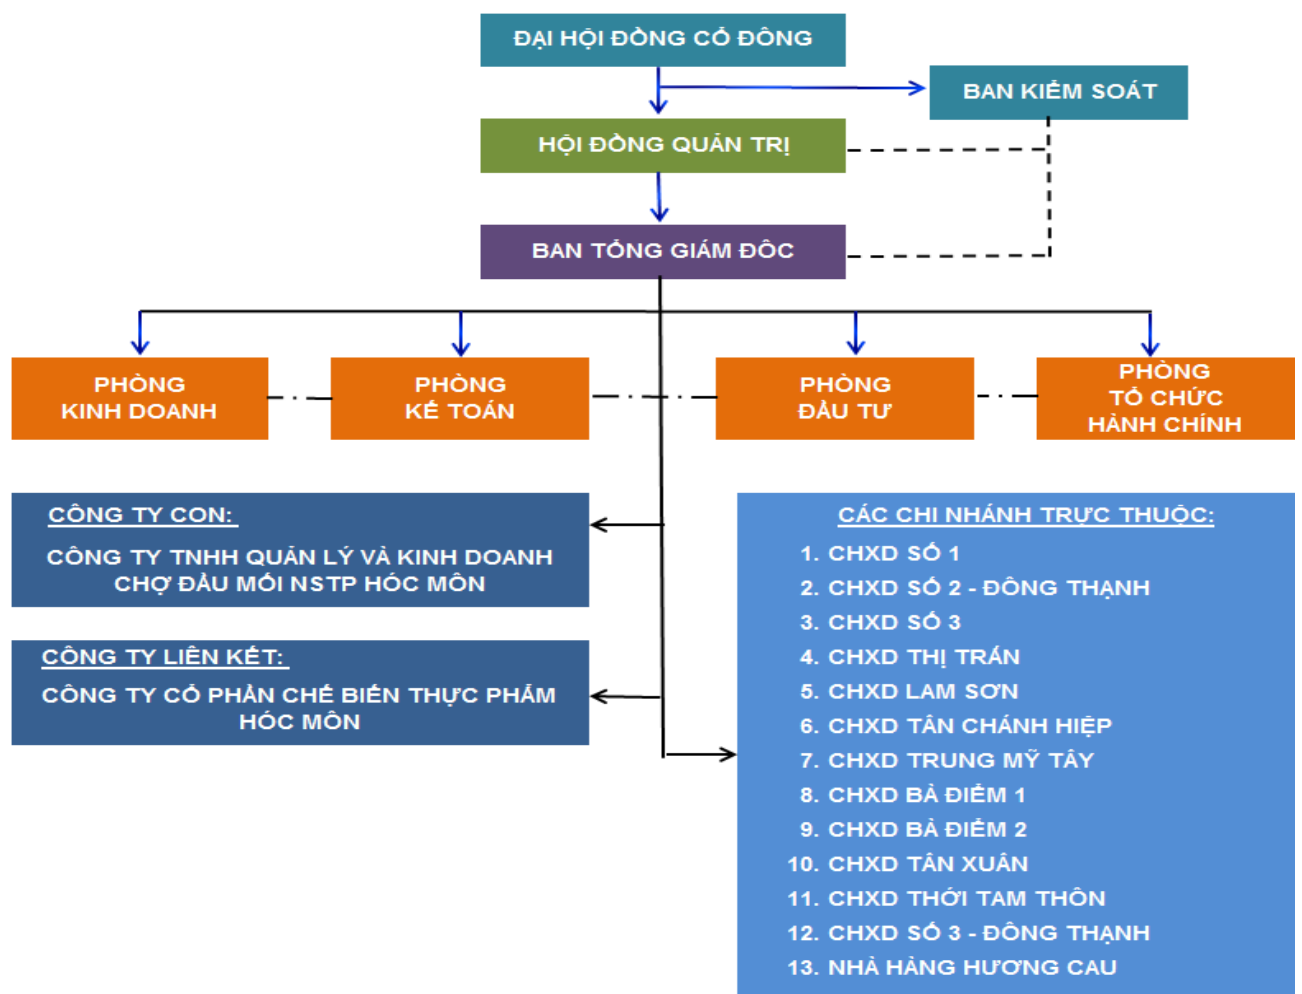 ĐẠI HỘI ĐỒNG CỔ ĐÔNG
BAN KIỂM SOÁT
HỘI ĐỒNG QUẢN TRỊ
BAN TỔNG GIÁM ĐỐC
PHÒNG
KINH DOANH
PHÒNG
KẾ TOÁN
PHÒNG
ĐẦU TƯ
PHÒNG
TỔ CHỨC
HÀNH CHÍNH
CÔNG TY CON:
CÔNG TY TNHH QUẢN LÝ VÀ KINH DOANH
CHỢ ĐẦU MỐI NSTP HÓC MÔN
CÔNG TY LIÊN KẾT:
CÔNG TY CỔ PHẦN CHẾ BIẾN THỰC PHẨM
HÓC MÔN
CÁC CHI NHÁNH TRỰC THUỘC:
1. CHXD SỐ 1
2. CHXD SỐ 2 - ĐÔNG THẠNH
3. CHXD SỐ 3
4. CHXD THỊ TRẤN
5. CHXD LAM SƠN
6. CHXD TÂN CHÁNH HIỆP
7. CHXD TRUNG MỸ TÂY
8. CHXD BÀ ĐIỂM 1
9. CHXD BÀ ĐIỂM 2
10. CHXD TÂN XUÂN
11. CHXD THỚI TAM THÔN
12. CHXD SỐ 3 - ĐÔNG THẠNH
13. NHÀ HÀNG HƯƠNG CAU